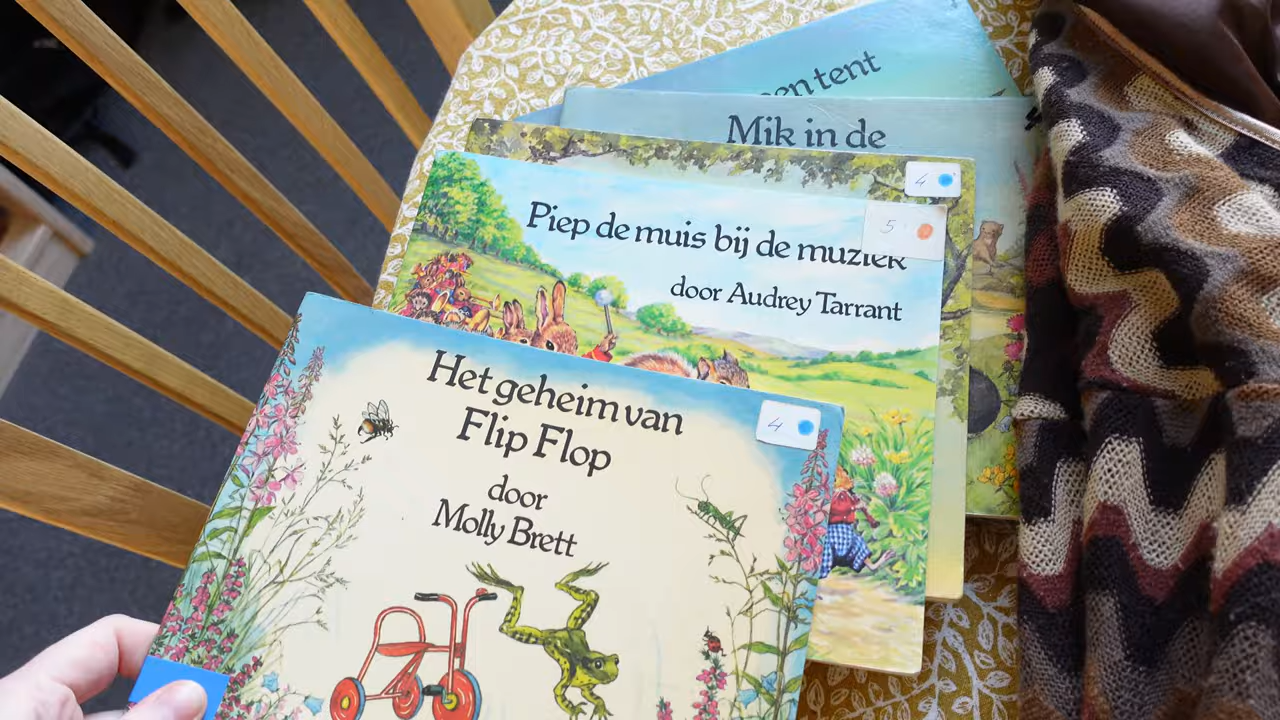 een tent
Mik in de
4
Piep de muis bij de muziek
5
door Audrey Tarrant
Het geheim van
Flip Flop
4
door
Molly Brett